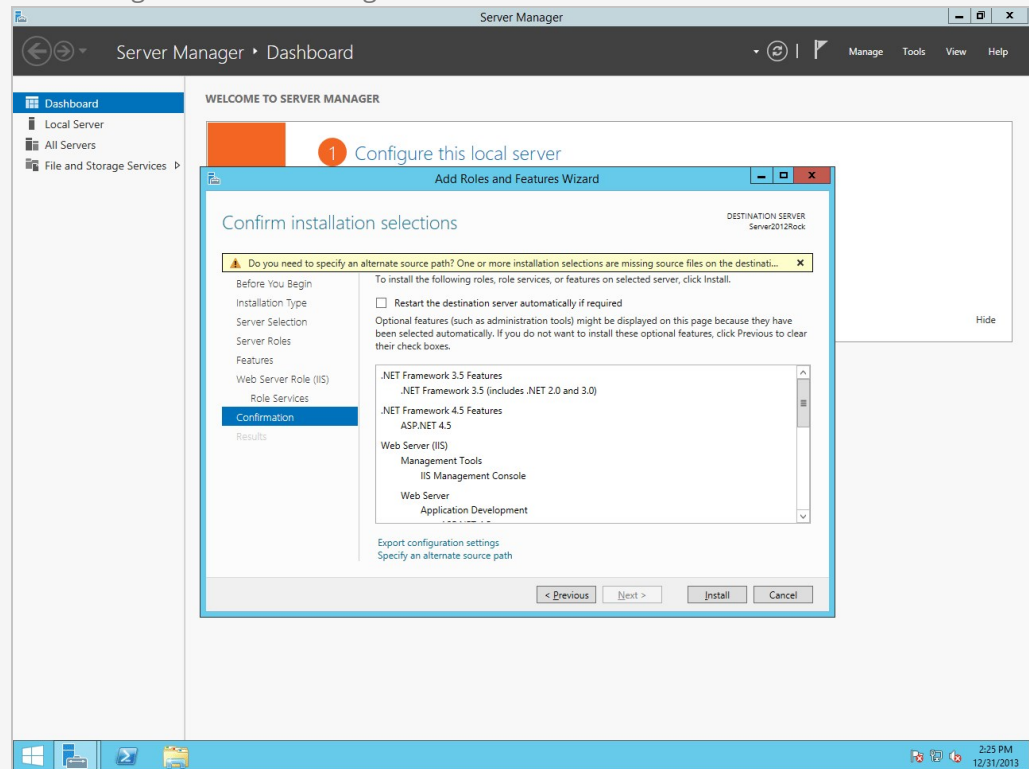 Server Manager
Server Manager • Dashboard
Manage Tools View Help
Dashboard
Local Server
All Servers
File and Storage Services
WELCOME TO SERVER MANAGER
1 Configure this local server
Hide
Add Roles and Features Wizard
Confirm installation selections
DESTINATION SERVER
Server2012Rock
Do you need to specify an alternate source path? One or more installation selections are missing source files on the destinati...
Before You Begin
Installation Type
Server Selection
Server Roles
Features
Web Server Role (IIS)
Role Services
Confirmation
Results
To install the following roles, role services, or features on selected server, click Install.
Restart the destination server automatically if required
Optional features (such as administration tools) might be displayed on this page because they have
been selected automatically. If you do not want to install these optional features, click Previous to clear
their check boxes.
.NET Framework 3.5 Features
.NET Framework 3.5 (includes .NET 2.0 and 3.0)
.NET Framework 4.5 Features
ASP.NET 4.5
Web Server (IIS)
Management Tools
IIS Management Console
Web Server
Application Development
Export configuration settings
Specify an alternate source path
< Previous Next > Install Cancel
2:25 PM
12/31/2013